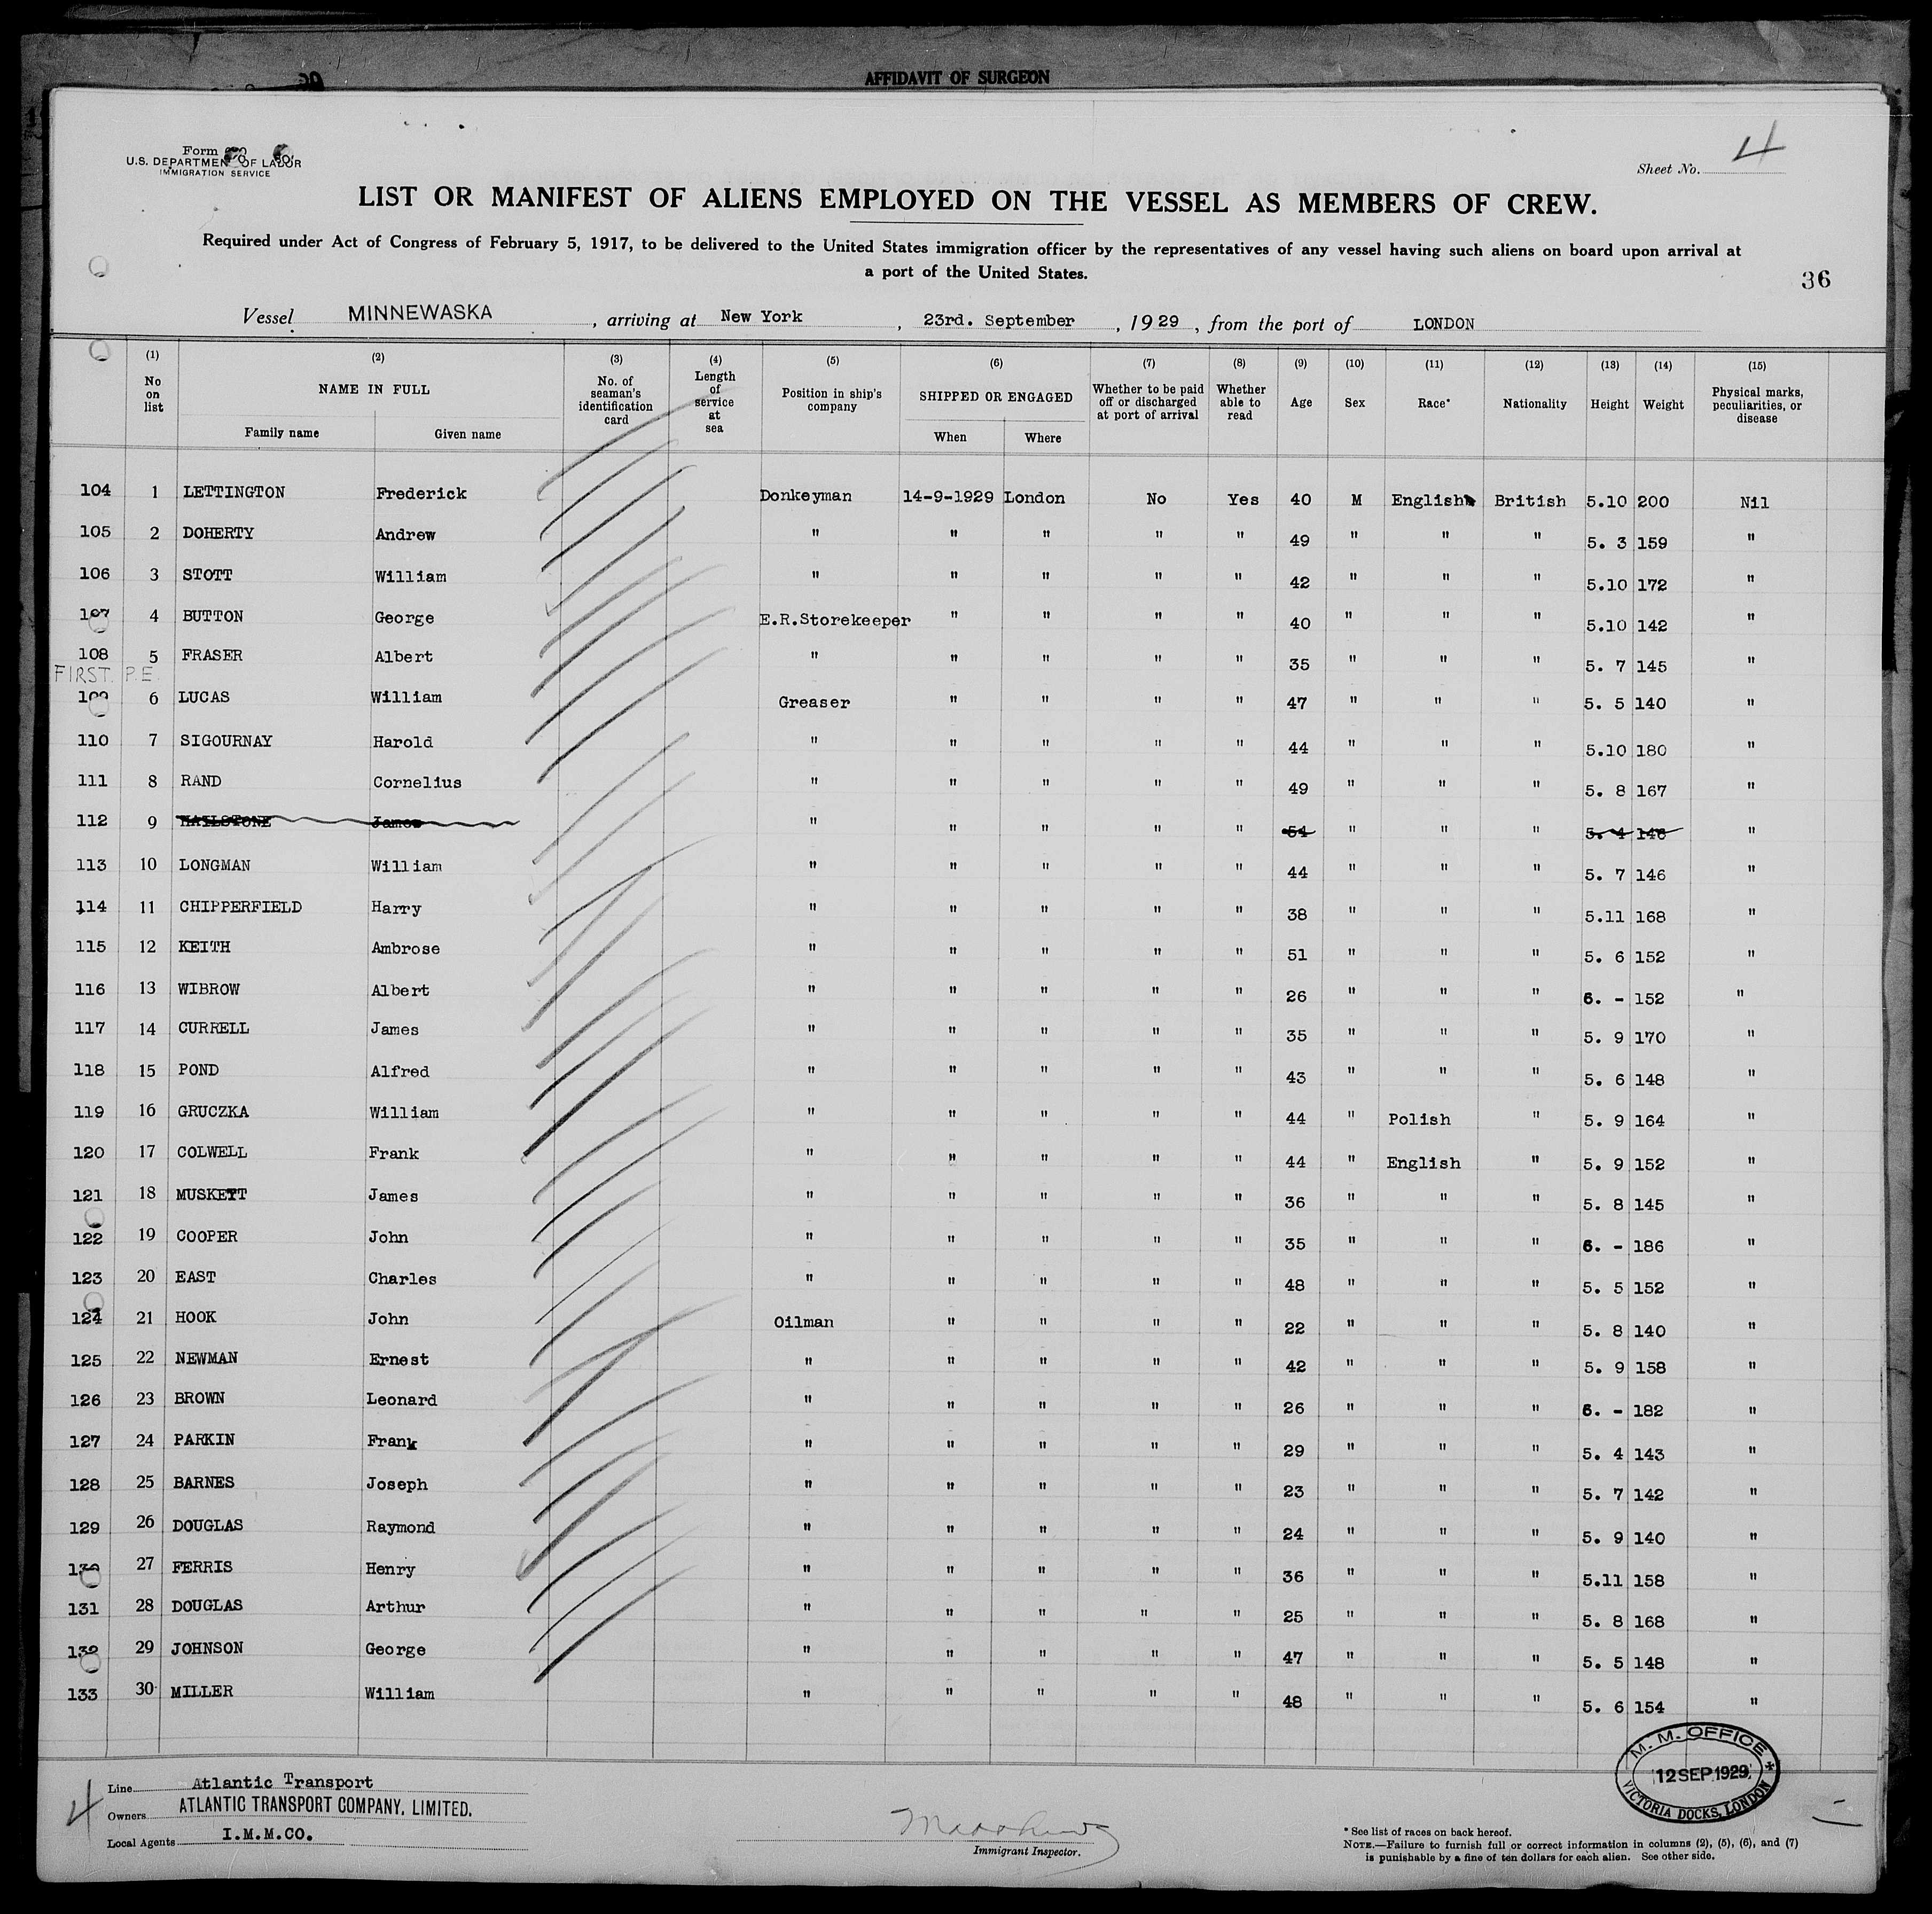 AFFIDAVIT OF SURGEON
Form
U.S. DEPARTMENT OF LABOR
IMMIGRATION SERVICE
Sheet No. 4
LIST OR MANIFEST OF ALIENS EMPLOYED ON THE VESSEL AS MEMBERS OF CREW.
Required under Act of Congress of February 5, 1917, to be delivered to the United States immigration officer by the representatives of any vessel having such aliens on board upon arrival at
a port of the United States.
36
Vessel MINNEWASKA, arriving at New York, 23rd. September, 1929, from the port of LONDON
(1) (2) (3) (4) (5) (6) (7) (8) (9) (10) (11) (12) (13) (14) (15)
No on list NAME IN FULL No. of seaman's identification card Length of service at sea Position in ship's company SHIPPED OR ENGAGED Whether to be paid off or discharged at port of arrival Whether able to read Age Sex Race* Nationality Height Weight Physical marks, peculiarities, or disease
Family name Given name When Where
104 1 LETTINGTON Frederick Donkeyman 14-9-1929 London No Yes 40 M English British 5.10 200 Nil
105 2 DOHERTY Andrew " " " " " 49 " " " 5. 3 159 "
106 3 STOTT William " " " " " 42 " " " 5.10 172 "
107 4 BUTTON George E.R.Storekeeper " " " " 40 " " " 5.10 142 "
108 5 FRASER Albert " " " " " 35 " " " 5. 7 145 "
FIRST P.E.
109 6 LUCAS William Greaser " " " " 47 " " " 5. 5 140 "
110 7 SIGOURNAY Harold " " " " " 44 " " " 5.10 180 "
111 8 RAND Cornelius " " " " " 49 " " " 5. 8 167 "
112 9 HAILSTONE James " " " " " 54 " " " 5. 4 146 "
113 10 LONGMAN William " " " " " 44 " " " 5. 7 146 "
114 11 CHIPPERFIELD Harry " " " " " 38 " " " 5.11 168 "
115 12 KEITH Ambrose " " " " " 51 " " " 5. 6 152 "
116 13 WIBROW Albert " " " " " 26 " " " 6. - 152 "
117 14 CURRELL James " " " " " 35 " " " 5. 9 170 "
118 15 POND Alfred " " " " " 43 " " " 5. 6 148 "
119 16 GRUCZKA William " " " " " 44 " Polish " 5. 9 164 "
120 17 COLWELL Frank " " " " " 44 " English " 5. 9 152 "
121 18 MUSKETT James " " " " " 36 " " " 5. 8 145 "
122 19 COOPER John " " " " " 35 " " " 6. - 186 "
123 20 EAST Charles " " " " " 48 " " " 5. 5 152 "
124 21 HOOK John Oilman " " " " 22 " " " 5. 8 140 "
125 22 NEWMAN Ernest " " " " " 42 " " " 5. 9 158 "
126 23 BROWN Leonard " " " " " 26 " " " 6. - 182 "
127 24 PARKIN Frank " " " " " 29 " " " 5. 4 143 "
128 25 BARNES Joseph " " " " " 23 " " " 5. 7 142 "
129 26 DOUGLAS Raymond " " " " " 24 " " " 5. 9 140 "
130 27 FERRIS Henry " " " " " 36 " " " 5.11 158 "
131 28 DOUGLAS Arthur " " " " " 25 " " " 5. 8 168 "
132 29 JOHNSON George " " " " " 47 " " " 5. 5 148 "
133 30 MILLER William " " " " " 48 " " " 5. 6 154 "
M. M. OFFICE
12 SEP 1929
VICTORIA DOCKS, LONDON
4
Line Atlantic Transport
Owners ATLANTIC TRANSPORT COMPANY, LIMITED.
Local Agents I.M.M.CO.
Immigrant Inspector.
* See list of races on back hereof.
NOTE.—Failure to furnish full or correct information in columns (2), (5), (6), and (7)
is punishable by a fine of ten dollars for each alien. See other side.